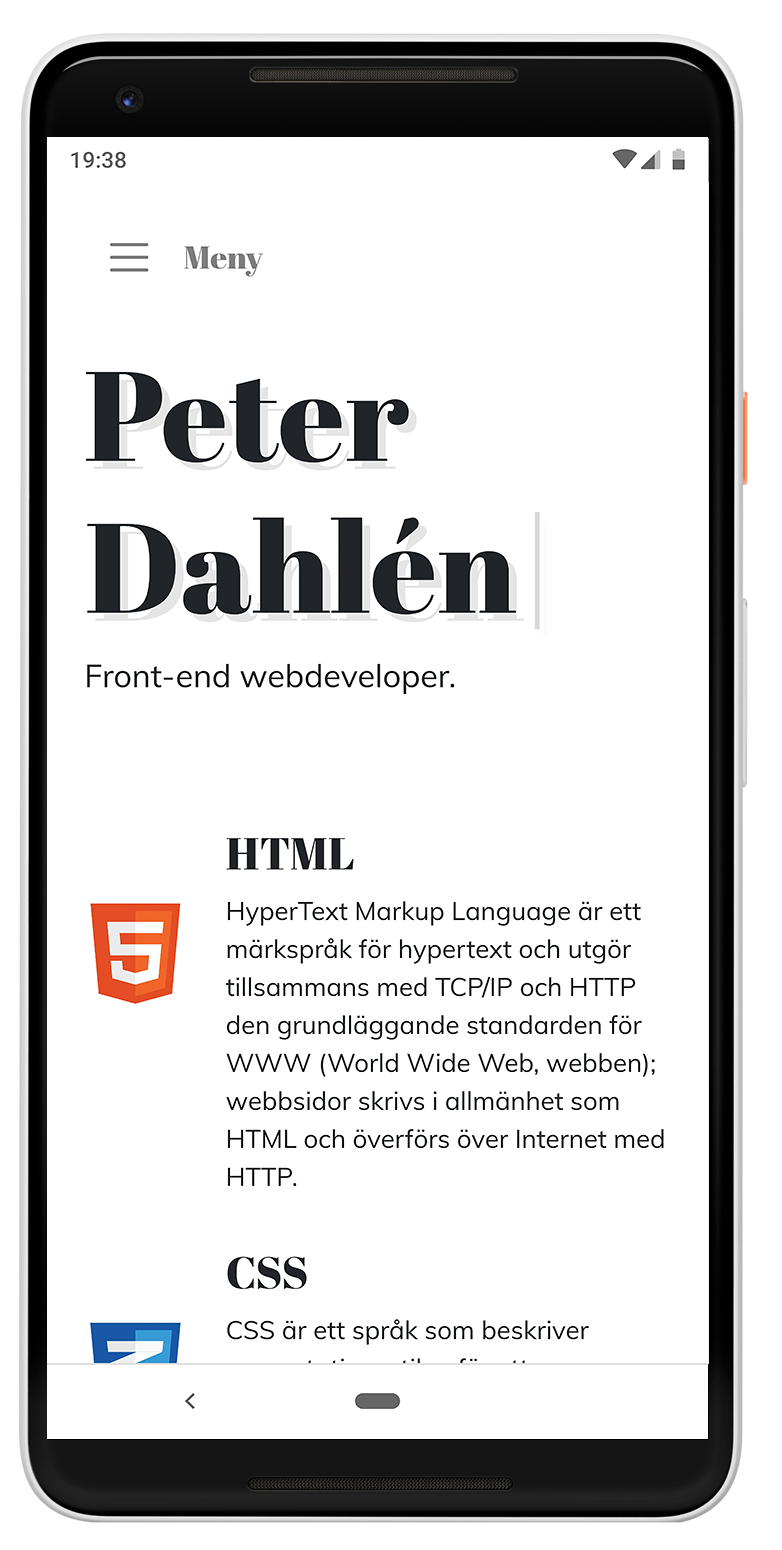 19:38
Meny
Peter
Dahlén
Front-end webdeveloper.
HTML
HyperText Markup Language är ett
märkspråk för hypertext och utgör
tillsammans med TCP/IP och HTTP
den grundläggande standarden för
WWW (World Wide Web, webben);
webbsidor skrivs i allmänhet som
HTML och överförs över Internet med
HTTP.
CSS
CSS är ett språk som beskriver